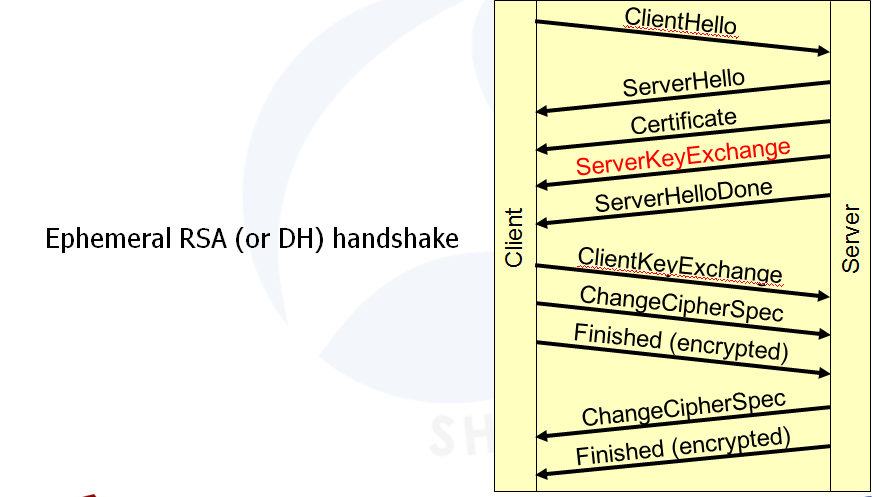 ClientHello
ServerHello
Certificate
ServerKeyExchange
ServerHelloDone
Client
Server
Ephemeral RSA (or DH) handshake
ClientKeyExchange
ChangeCipherSpec
Finished (encrypted)
ChangeCipherSpec
SH
Finished (encrypted)